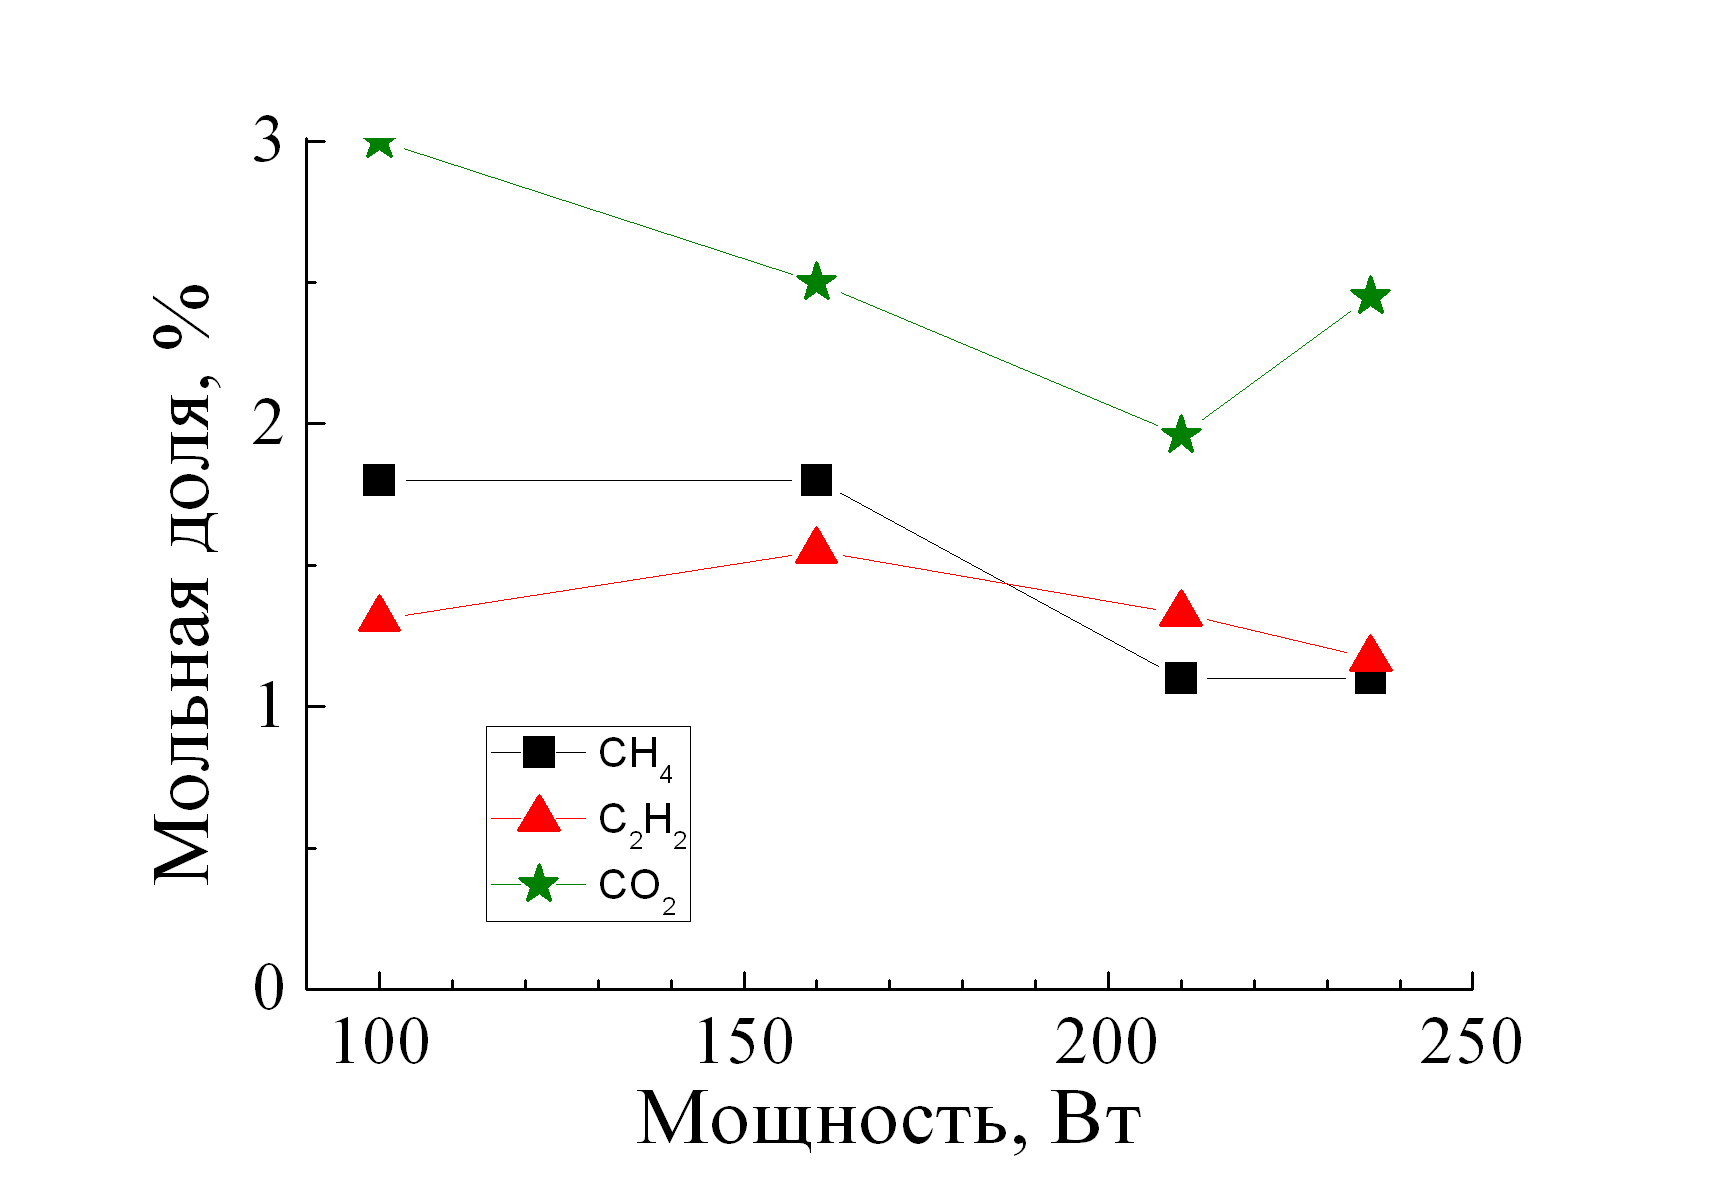 Мольная доля, %
3
2
1
0
CH₄
C₂H₂
CO₂
100 150 200 250
Мощность, Вт